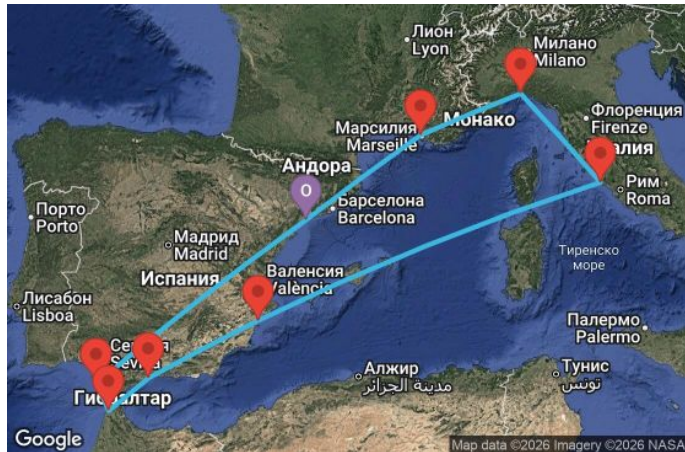 Лион
Lyon
Милано
Milano
Марсилия
Marseille
Монако
Флоренция
Firenze
Андора
O
Рим
Roma
Барселона
Barcelona
Порто
Porto
Мадрид
Madrid
Тиренско
море
Испания
Валенсия
València
Лисабон
Lisboa
Палермо
Palermo
Алжир
مدينة الجزائر
Тунис
تونس
Google
Map data ©2026 Imagery ©2026 NASA